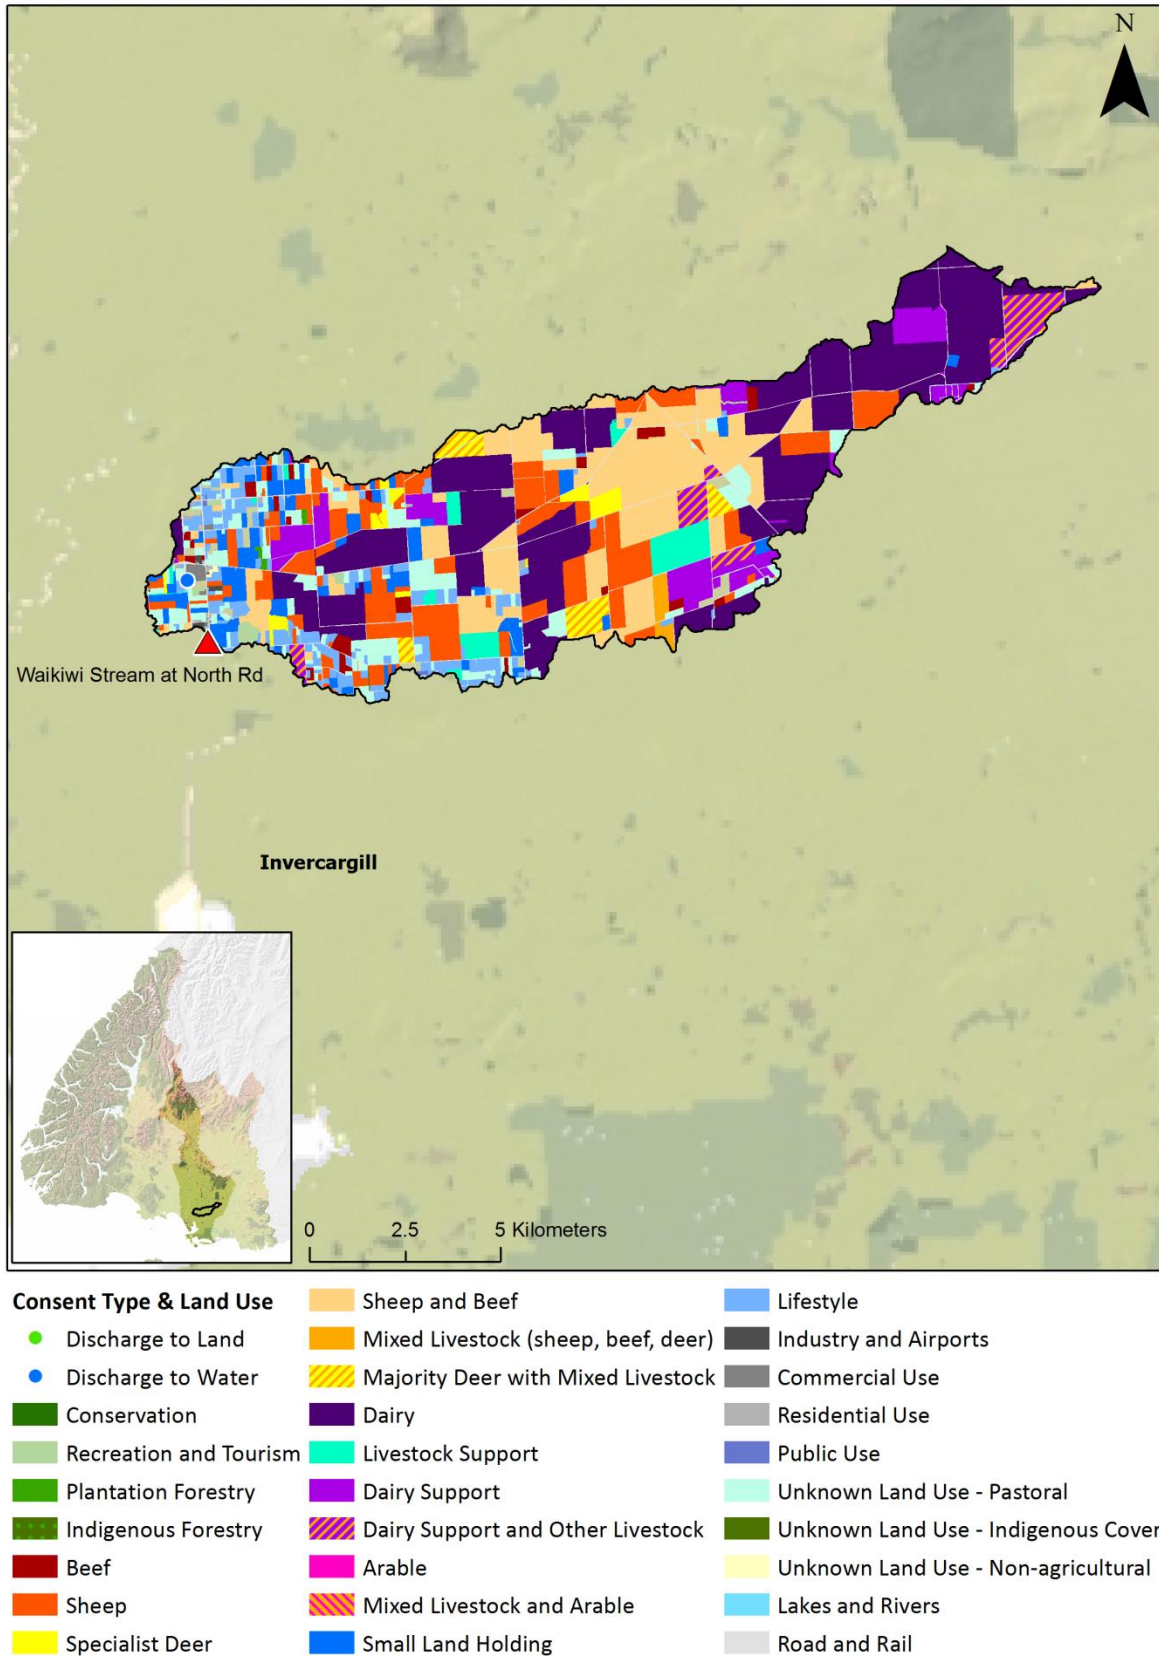 N
Waikiwi Stream at North Rd
Invercargill
0 2.5 5 Kilometers
Consent Type & Land Use
Discharge to Land
Discharge to Water
Conservation
Recreation and Tourism
Plantation Forestry
Indigenous Forestry
Beef
Sheep
Specialist Deer
Sheep and Beef
Mixed Livestock (sheep, beef, deer)
Majority Deer with Mixed Livestock
Dairy
Livestock Support
Dairy Support
Dairy Support and Other Livestock
Arable
Mixed Livestock and Arable
Small Land Holding
Lifestyle
Industry and Airports
Commercial Use
Residential Use
Public Use
Unknown Land Use - Pastoral
Unknown Land Use - Indigenous Cover
Unknown Land Use - Non-agricultural
Lakes and Rivers
Road and Rail